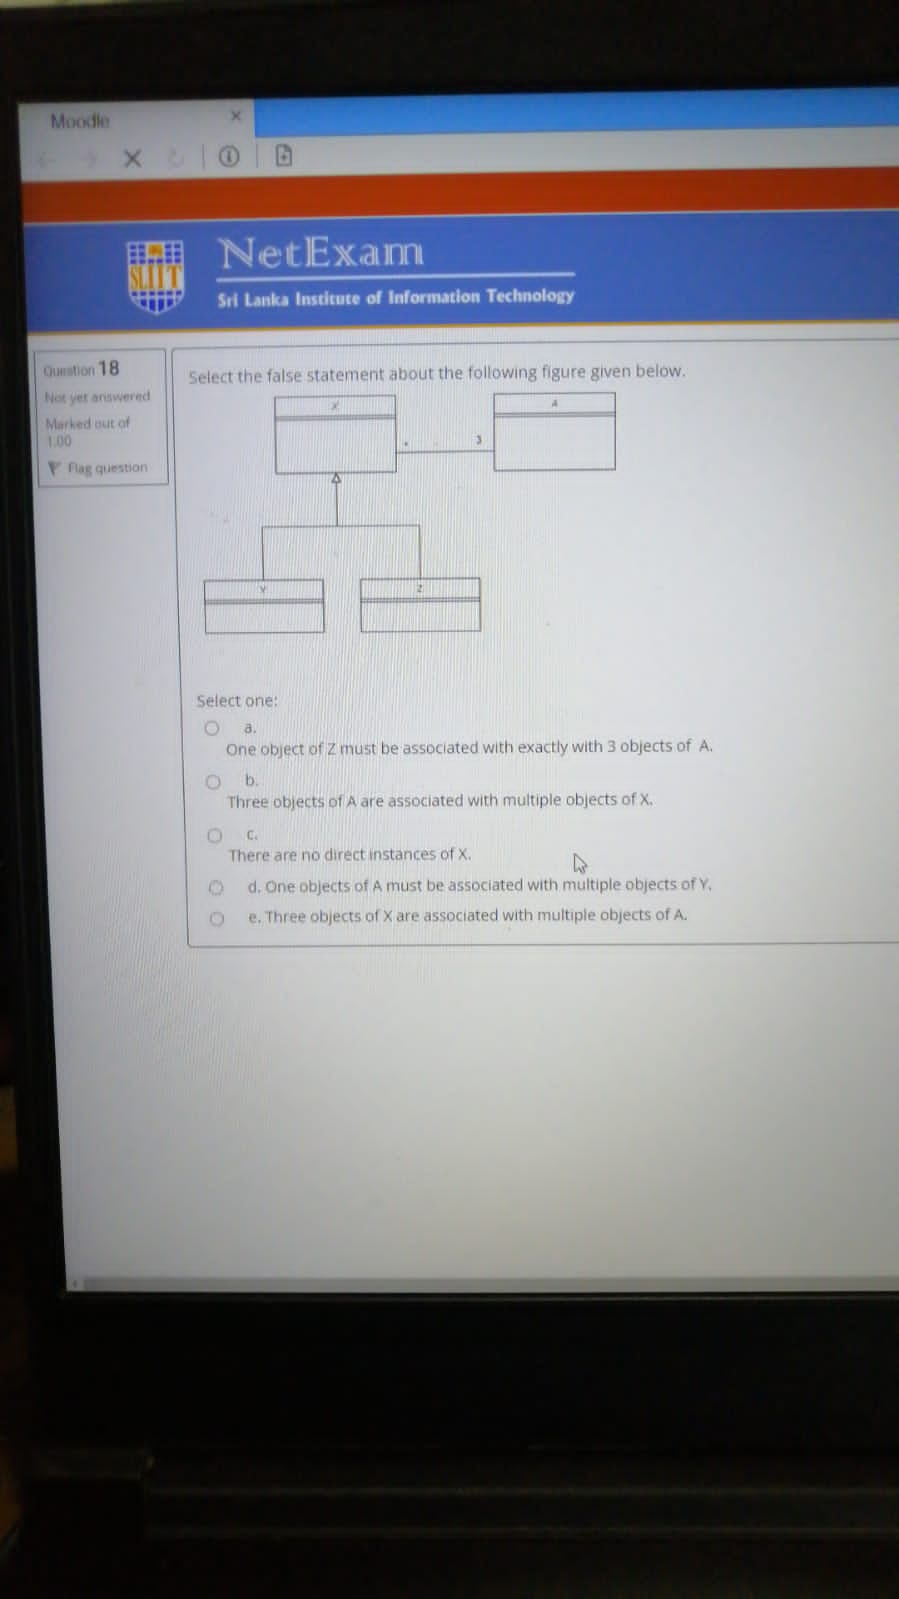 Moodle
SLIIT
NetExam
Sri Lanka Institute of Information Technology
Question 18
Not yet answered
Marked out of
1.00
Flag question
Select the false statement about the following figure given below.
X
A
*
3
Y
Z
Select one:
a.
One object of Z must be associated with exactly with 3 objects of A.
b.
Three objects of A are associated with multiple objects of X.
c.
There are no direct instances of X.
d. One objects of A must be associated with multiple objects of Y.
e. Three objects of X are associated with multiple objects of A.